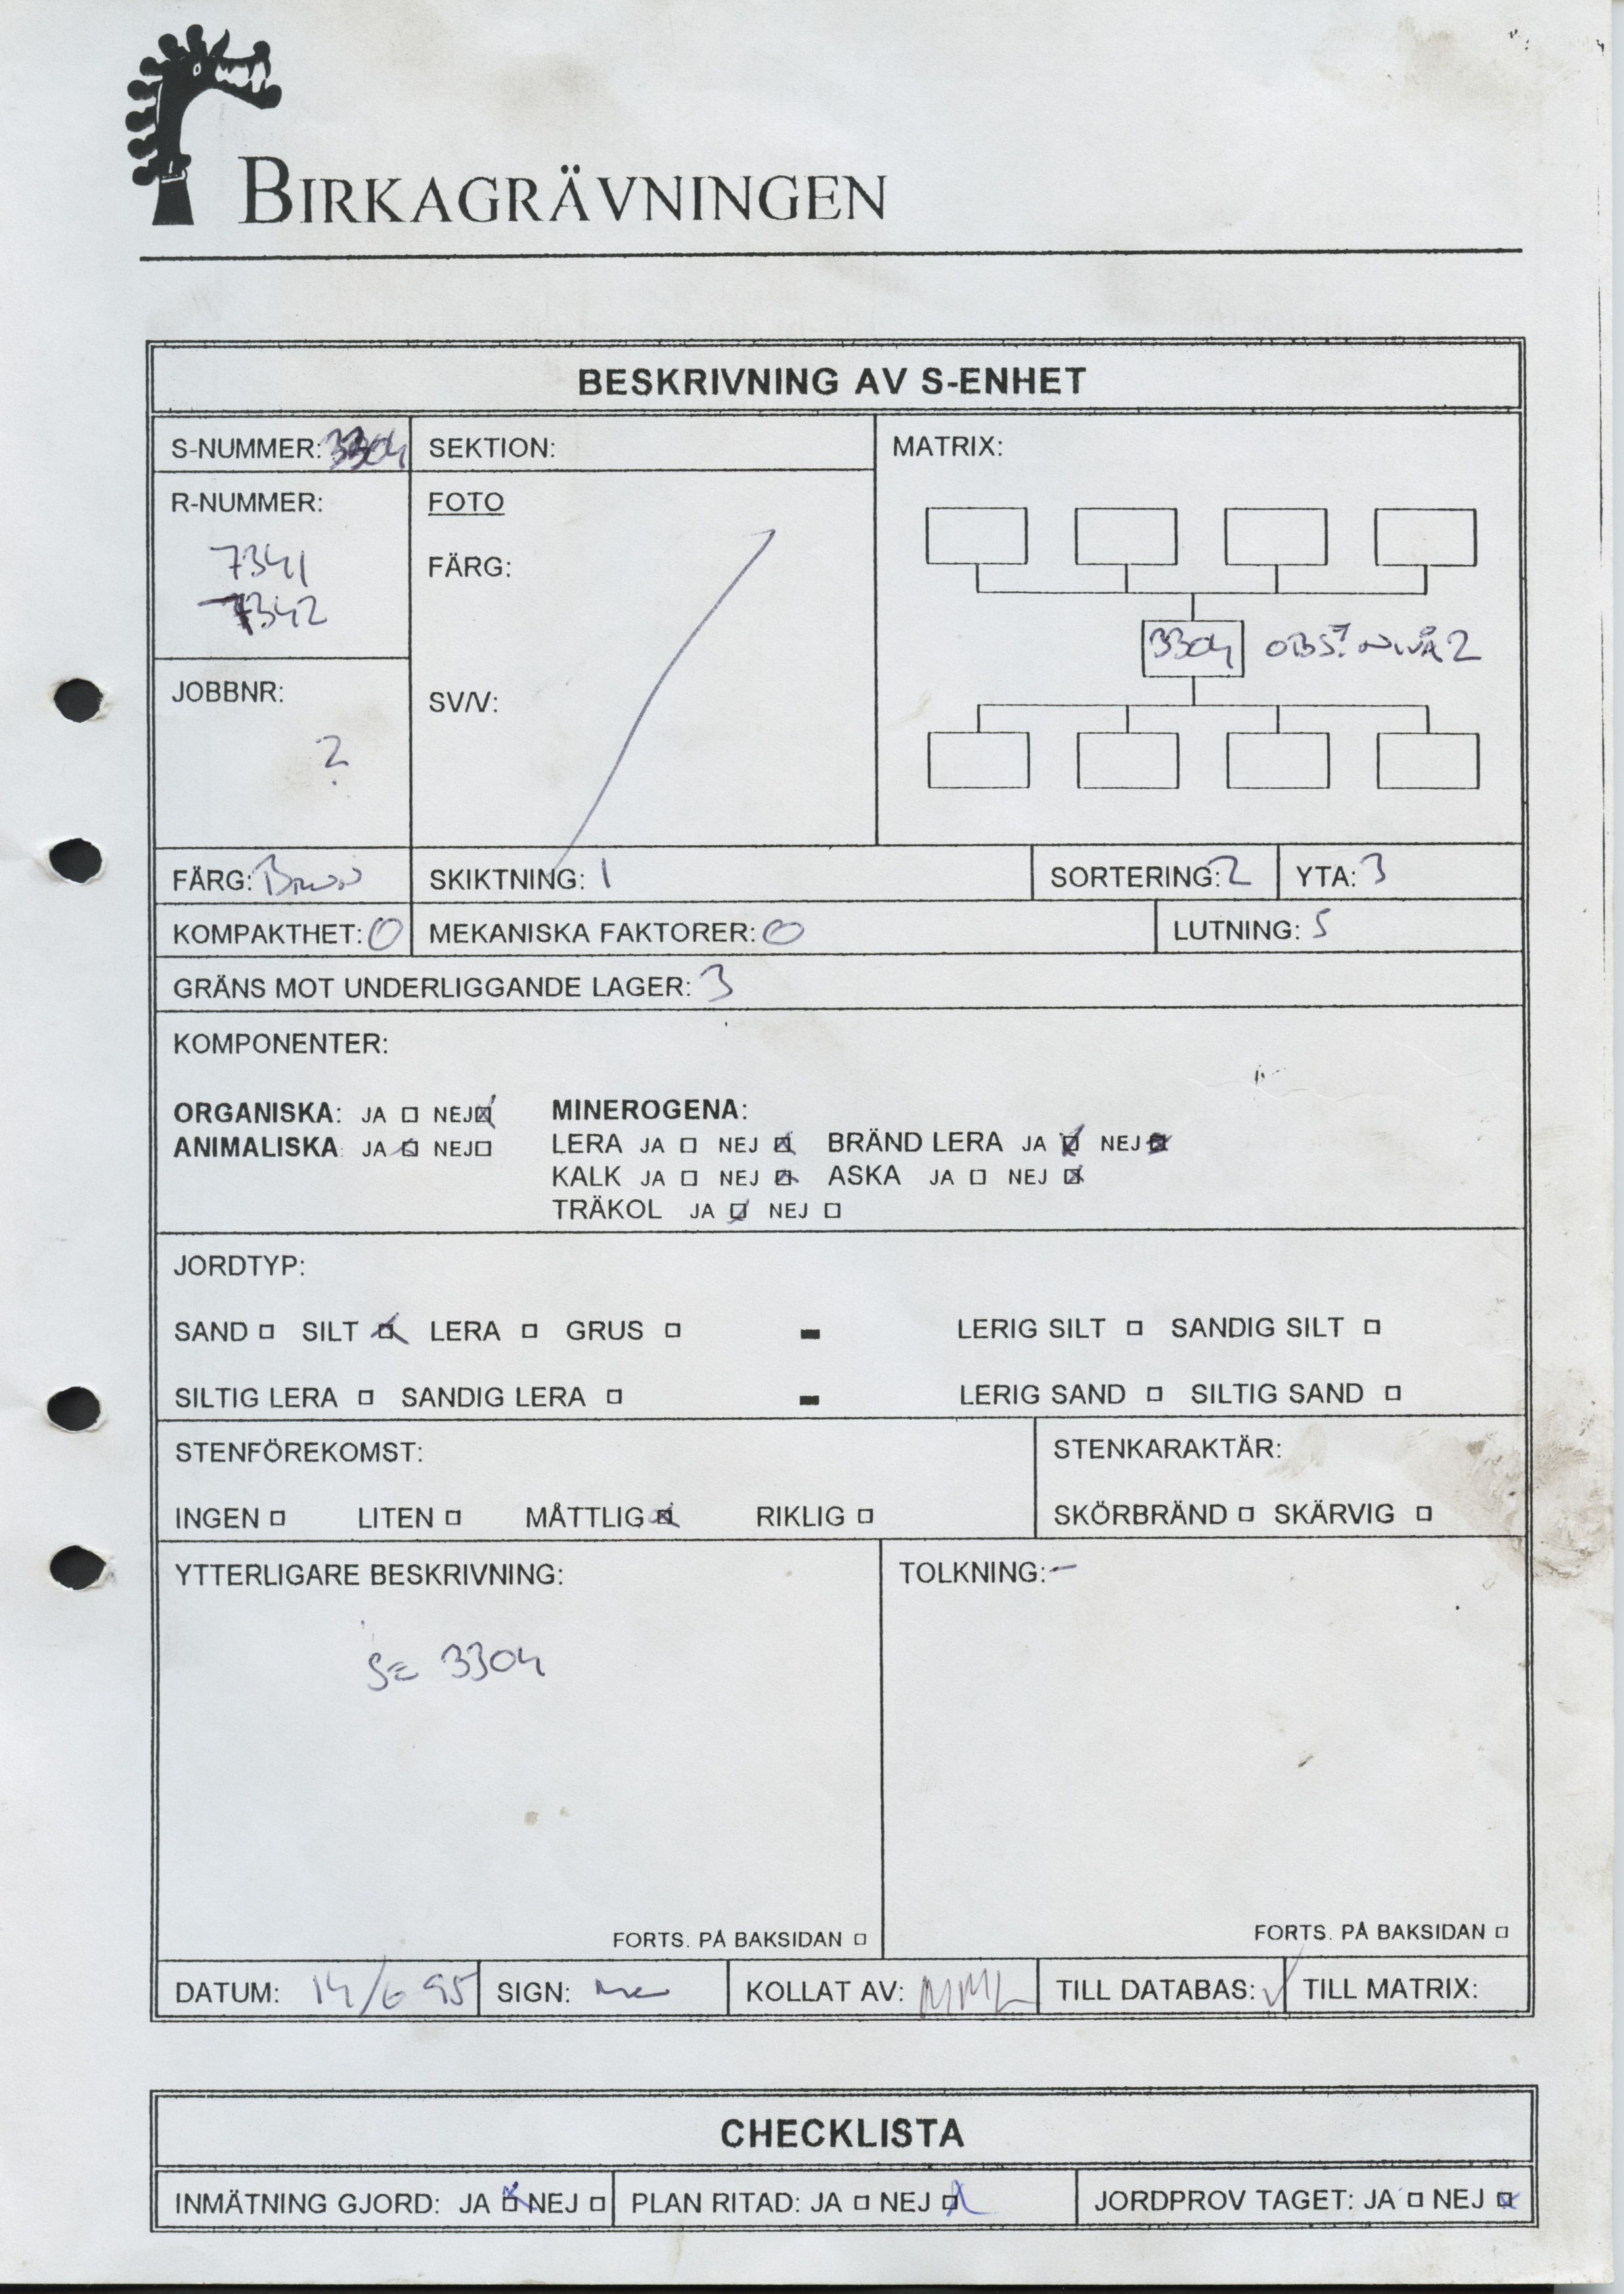 BIRKAGRÄVNINGEN
BESKRIVNING AV S-ENHET
S-NUMMER: 3304
SEKTION:
MATRIX:
R-NUMMER:
7341
7342
FOTO
FÄRG:
SV/V:
3304 OBS! NIVÅ 2
JOBBNR:
?
FÄRG: Brun
SKIKTNING: 1
SORTERING: 2
YTA: 3
KOMPAKTHET: 0
MEKANISKA FAKTORER: 0
LUTNING: 5
GRÄNS MOT UNDERLIGGANDE LAGER: 3
KOMPONENTER:
ORGANISKA: JA □ NEJ ☒
MINEROGENA:
ANIMALISKA: JA ☒ NEJ □
LERA JA □ NEJ ☒ BRÄND LERA JA ☒ NEJ ■
KALK JA □ NEJ ☒ ASKA JA □ NEJ ☒
TRÄKOL JA ☒ NEJ □
JORDTYP:
SAND □ SILT ☒ LERA □ GRUS □ - LERIG SILT □ SANDIG SILT □
SILTIG LERA □ SANDIG LERA □ - LERIG SAND □ SILTIG SAND □
STENFÖREKOMST:
STENKARAKTÄR:
INGEN □ LITEN □ MÅTTLIG ☒ RIKLIG □
SKÖRBRÄND □ SKÄRVIG □
YTTERLIGARE BESKRIVNING:
SE 3304
FORTS. PÅ BAKSIDAN □
TOLKNING: -
FORTS. PÅ BAKSIDAN □
DATUM: 14/6 95
SIGN:
KOLLAT AV: MML
TILL DATABAS: ✓
TILL MATRIX:
CHECKLISTA
INMÄTNING GJORD: JA ☒ NEJ □
PLAN RITAD: JA □ NEJ ☒
JORDPROV TAGET: JA □ NEJ ☒